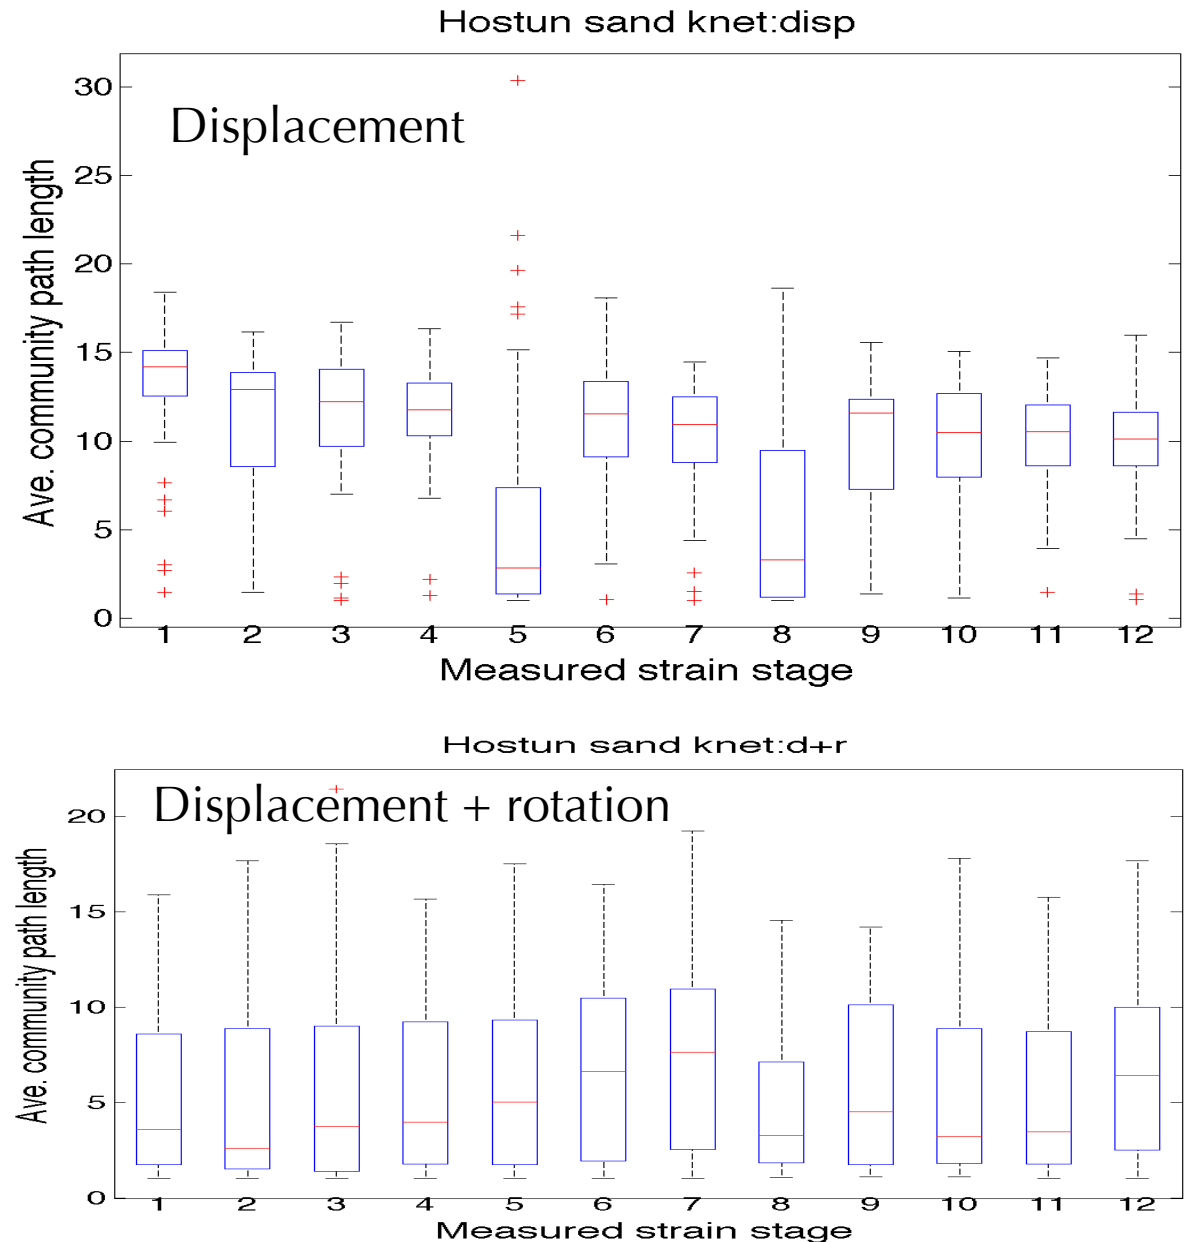 Hostun sand knet:disp
Displacement
Ave. community path length
30
25
20
15
10
5
0
1 2 3 4 5 6 7 8 9 10 11 12
Measured strain stage
Hostun sand knet:d+r
Displacement + rotation
Ave. community path length
20
15
10
5
0
1 2 3 4 5 6 7 8 9 10 11 12
Measured strain stage